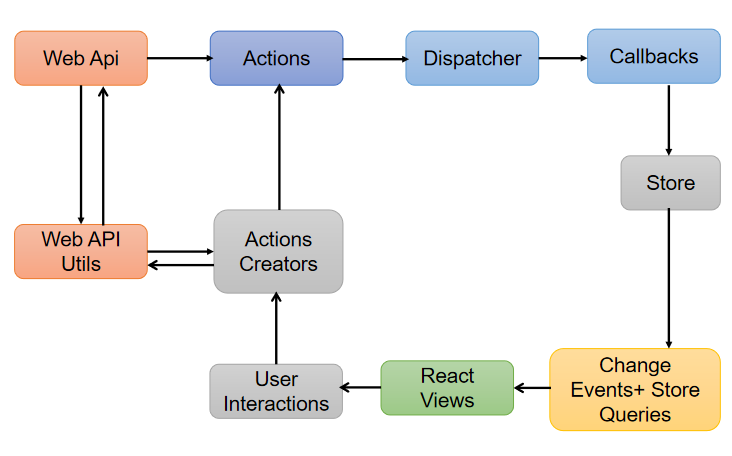 Web Api
Actions
Dispatcher
Callbacks
Store
Web API
Utils
Actions
Creators
Change
Events+ Store
Queries
React
Views
User
Interactions